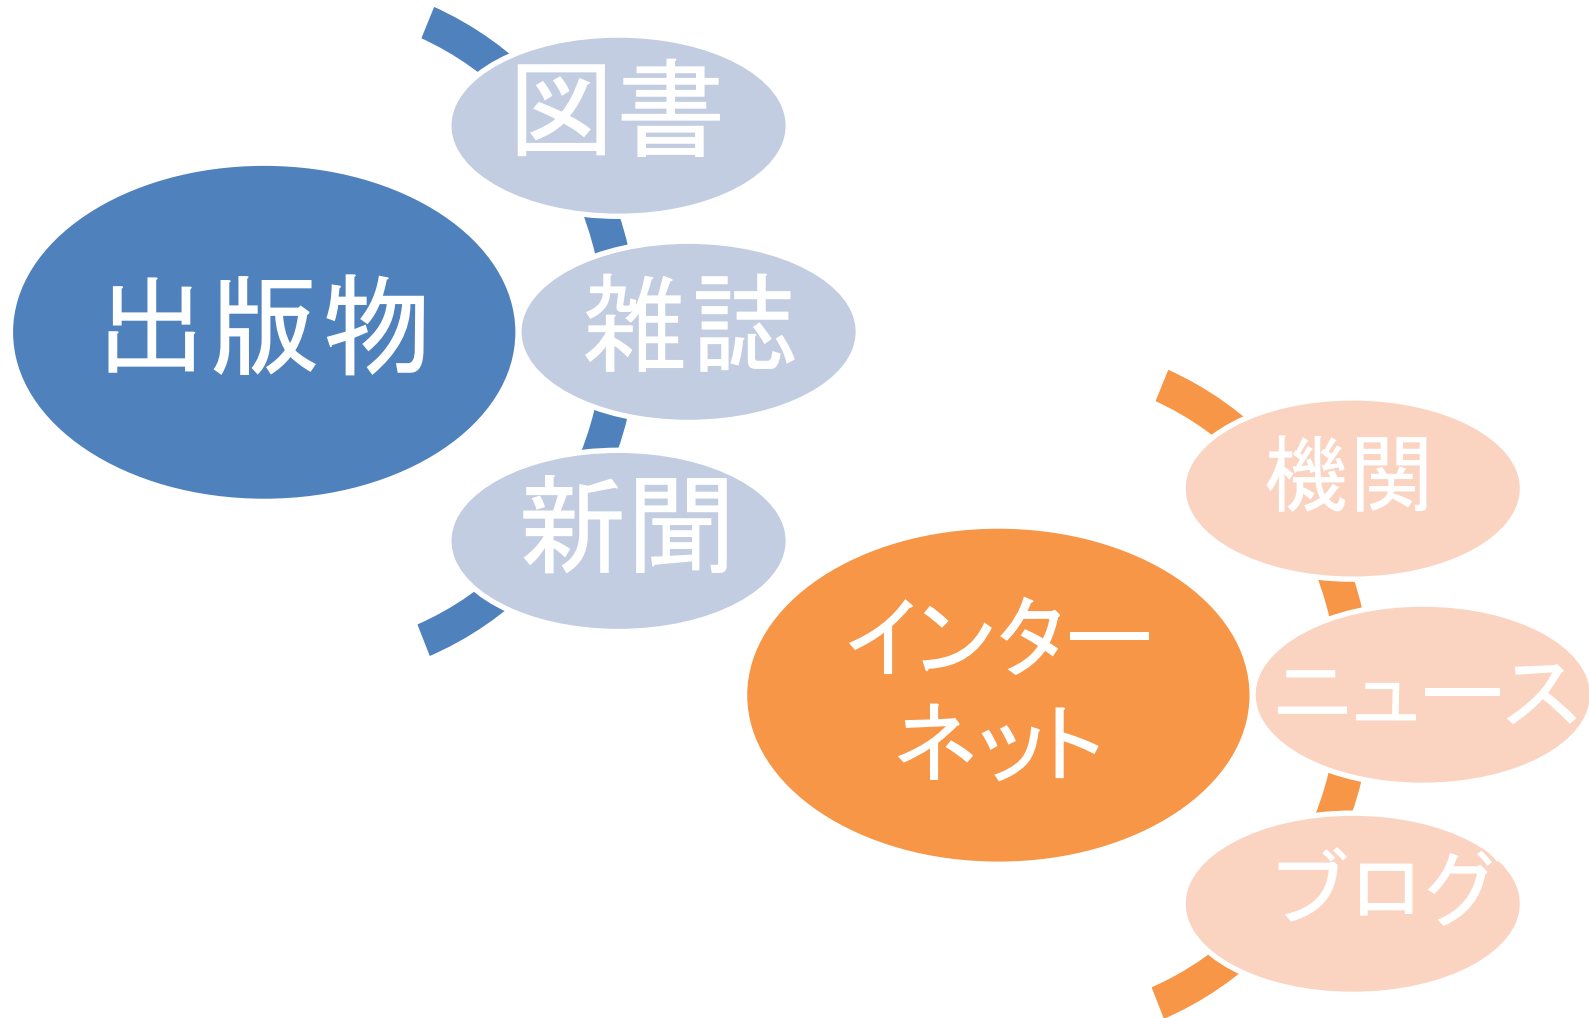 図書
出版物
雑誌
新聞
機関
インター
ネット
ニュース
ブログ